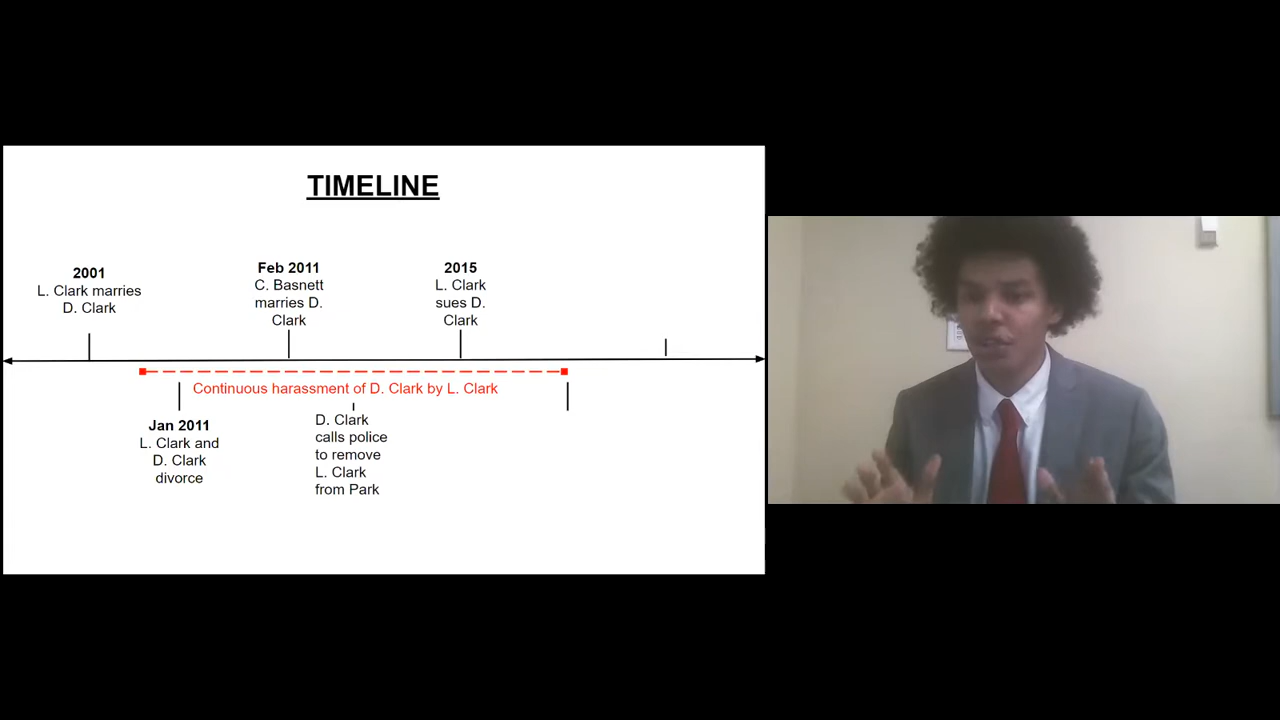 TIMELINE
2001
L. Clark marries
D. Clark
Feb 2011
C. Basnett
marries D.
Clark
2015
L. Clark
sues D.
Clark
Continuous harassment of D. Clark by L. Clark
Jan 2011
L. Clark and
D. Clark
divorce
D. Clark
calls police
to remove
L. Clark
from Park